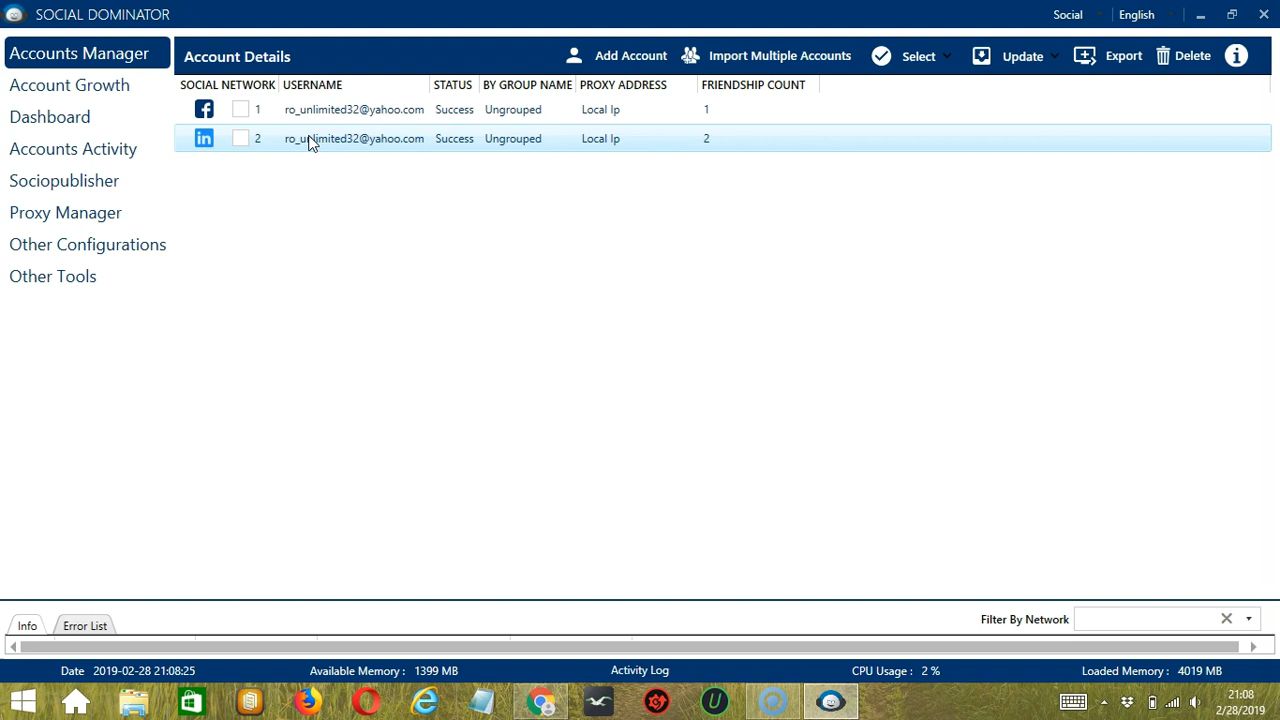 SOCIAL DOMINATOR
Social
English
Accounts Manager
Account Growth
Dashboard
Accounts Activity
Sociopublisher
Proxy Manager
Other Configurations
Other Tools
Account Details
Add Account
Import Multiple Accounts
Select
Update
Export
Delete
SOCIAL NETWORK USERNAME STATUS BY GROUP NAME PROXY ADDRESS FRIENDSHIP COUNT
1 ro_unlimited32@yahoo.com Success Ungrouped Local Ip 1
in 2 ro_unlimited32@yahoo.com Success Ungrouped Local Ip 2
Info
Error List
Filter By Network
Date 2019-02-28 21:08:25 Available Memory : 1399 MB Activity Log CPU Usage : 2 % Loaded Memory : 4019 MB
21:08
2/28/2019